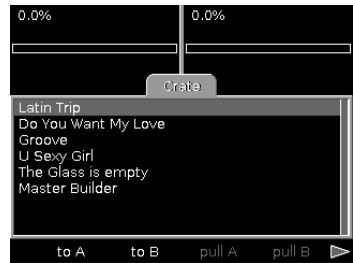 0.0% 0.0%
Crate
Latin Trip
Do You Want My Love
Groove
U Sexy Girl
The Glass is empty
Master Builder
to A to B pull A pull B